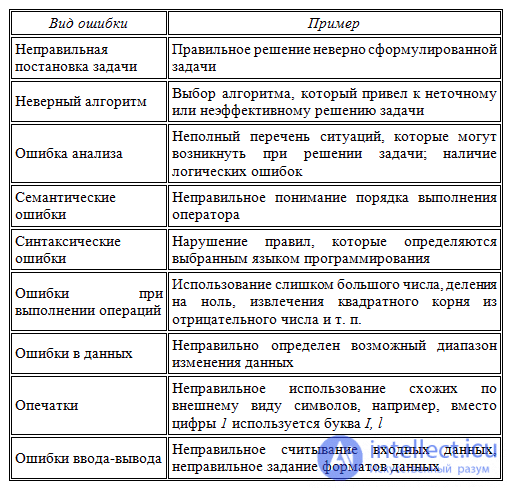 Вид ошибки
Пример
Неправильная
постановка задачи
Правильное решение неверно сформулированной
задачи
Неверный алгоритм
Выбор алгоритма, который привел к неточному
или неэффективному решению задачи
Ошибка анализа
Неполный перечень ситуаций, которые могут
возникнуть при решении задачи; наличие
логических ошибок
Семантические
ошибки
Неправильное понимание порядка выполнения
оператора
Синтаксические
ошибки
Нарушение правил, которые определяются
выбранным языком программирования
Ошибки при
выполнении операций
Использование слишком большого числа, деления
на ноль, извлечения квадратного корня из
отрицательного числа и т. п.
Ошибки в данных
Неправильно определен возможный диапазон
изменения данных
Опечатки
Неправильное использование схожих по
внешнему виду символов, например, вместо
цифры 1 используется буква I, l
Ошибки ввода-вывода
Неправильное считывание входных данных,
неправильное задание форматов данных
intellect.icu
Искусственный разум